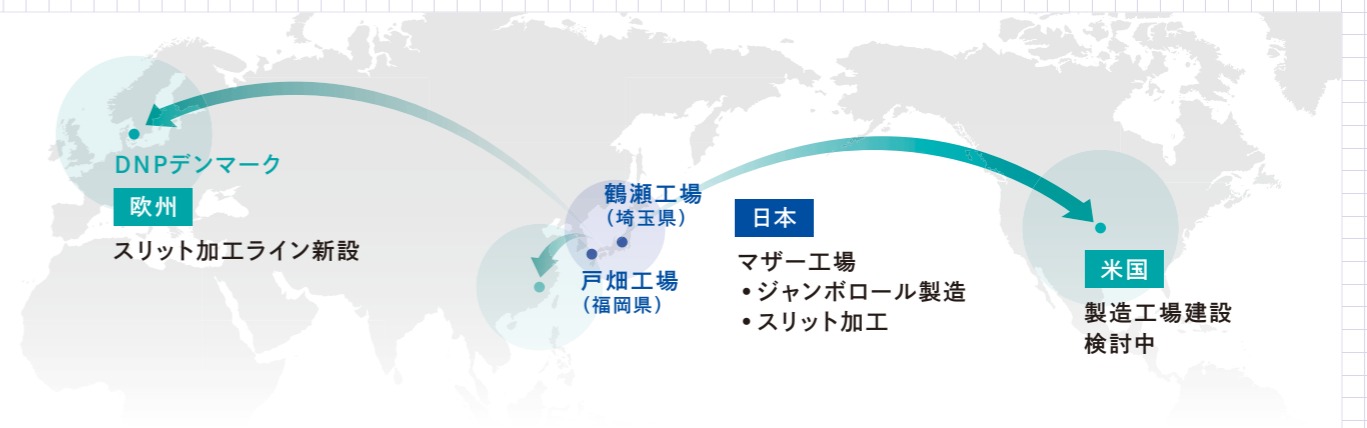 DNPデンマーク
欧州
スリット加工ライン新設
鶴瀬工場
(埼玉県)
戸畑工場
(福岡県)
日本
マザー工場
•ジャンボロール製造
•スリット加工
米国
製造工場建設
検討中